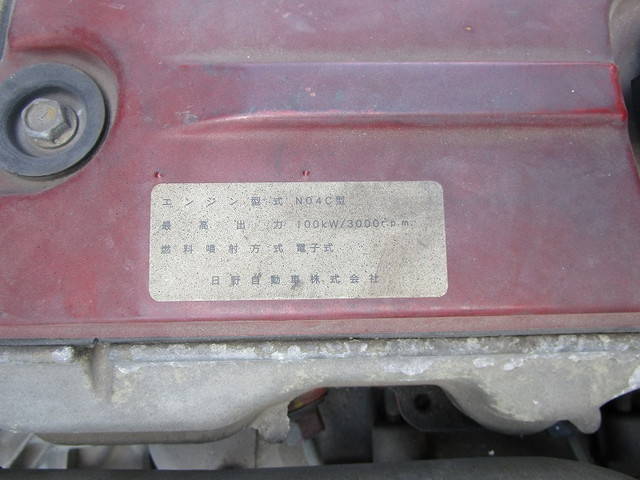 エンジン型式 N04C型
最高出力 100kW/3000r.p.m.
燃料噴射方式 電子式
日野自動車株式会社